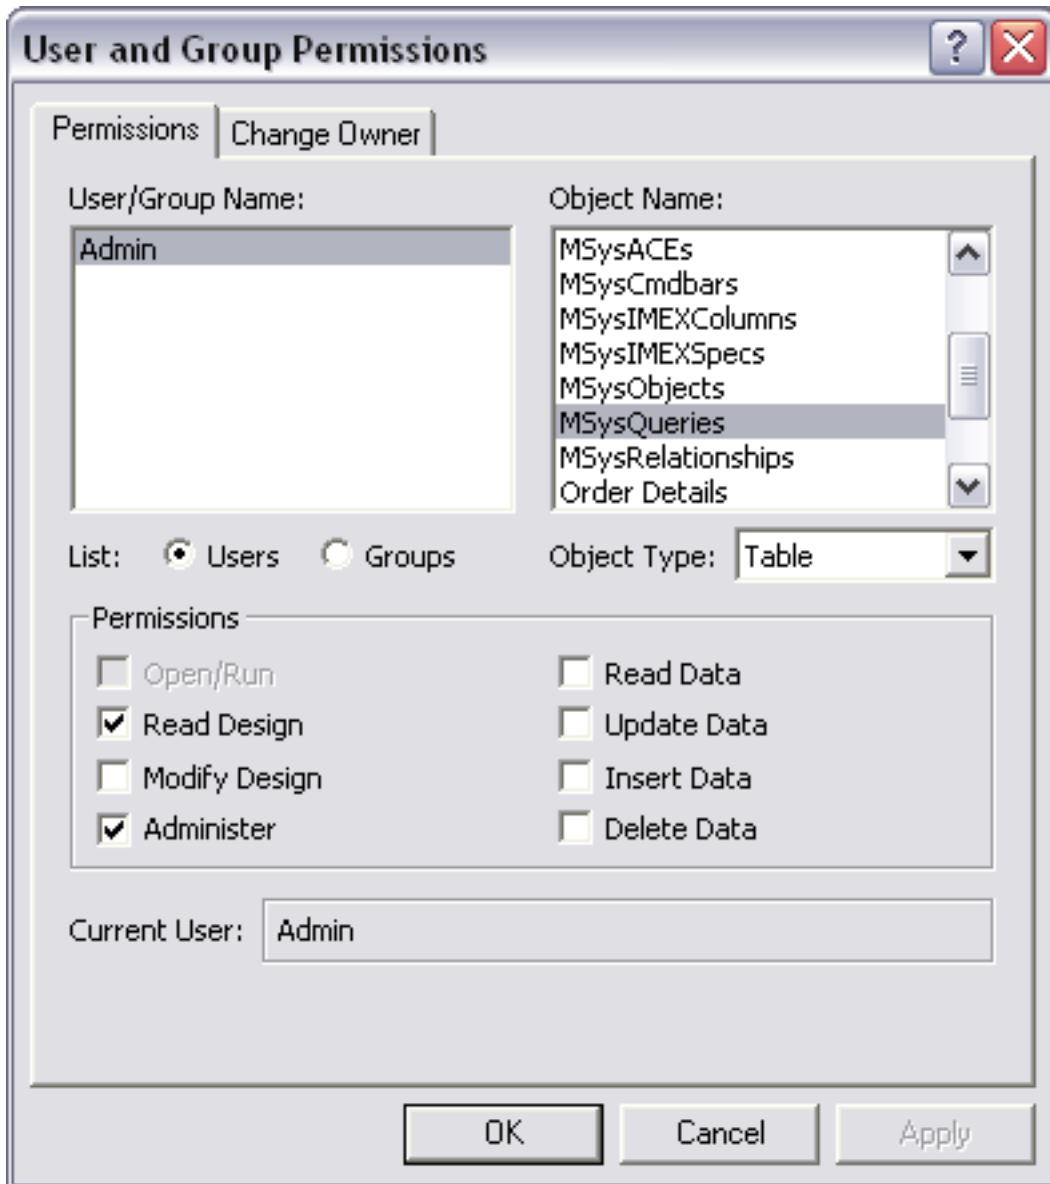 User and Group Permissions
Permissions
Change Owner
User/Group Name:
Admin
Object Name:
MSysACEs
MSysCmdbars
MSysIMEXColumns
MSysIMEXSpecs
MSysObjects
MSysQueries
MSysRelationships
Order Details
List: Users Groups
Object Type: Table
Permissions
Open/Run
Read Design
Modify Design
Administer
Read Data
Update Data
Insert Data
Delete Data
Current User: Admin
OK
Cancel
Apply